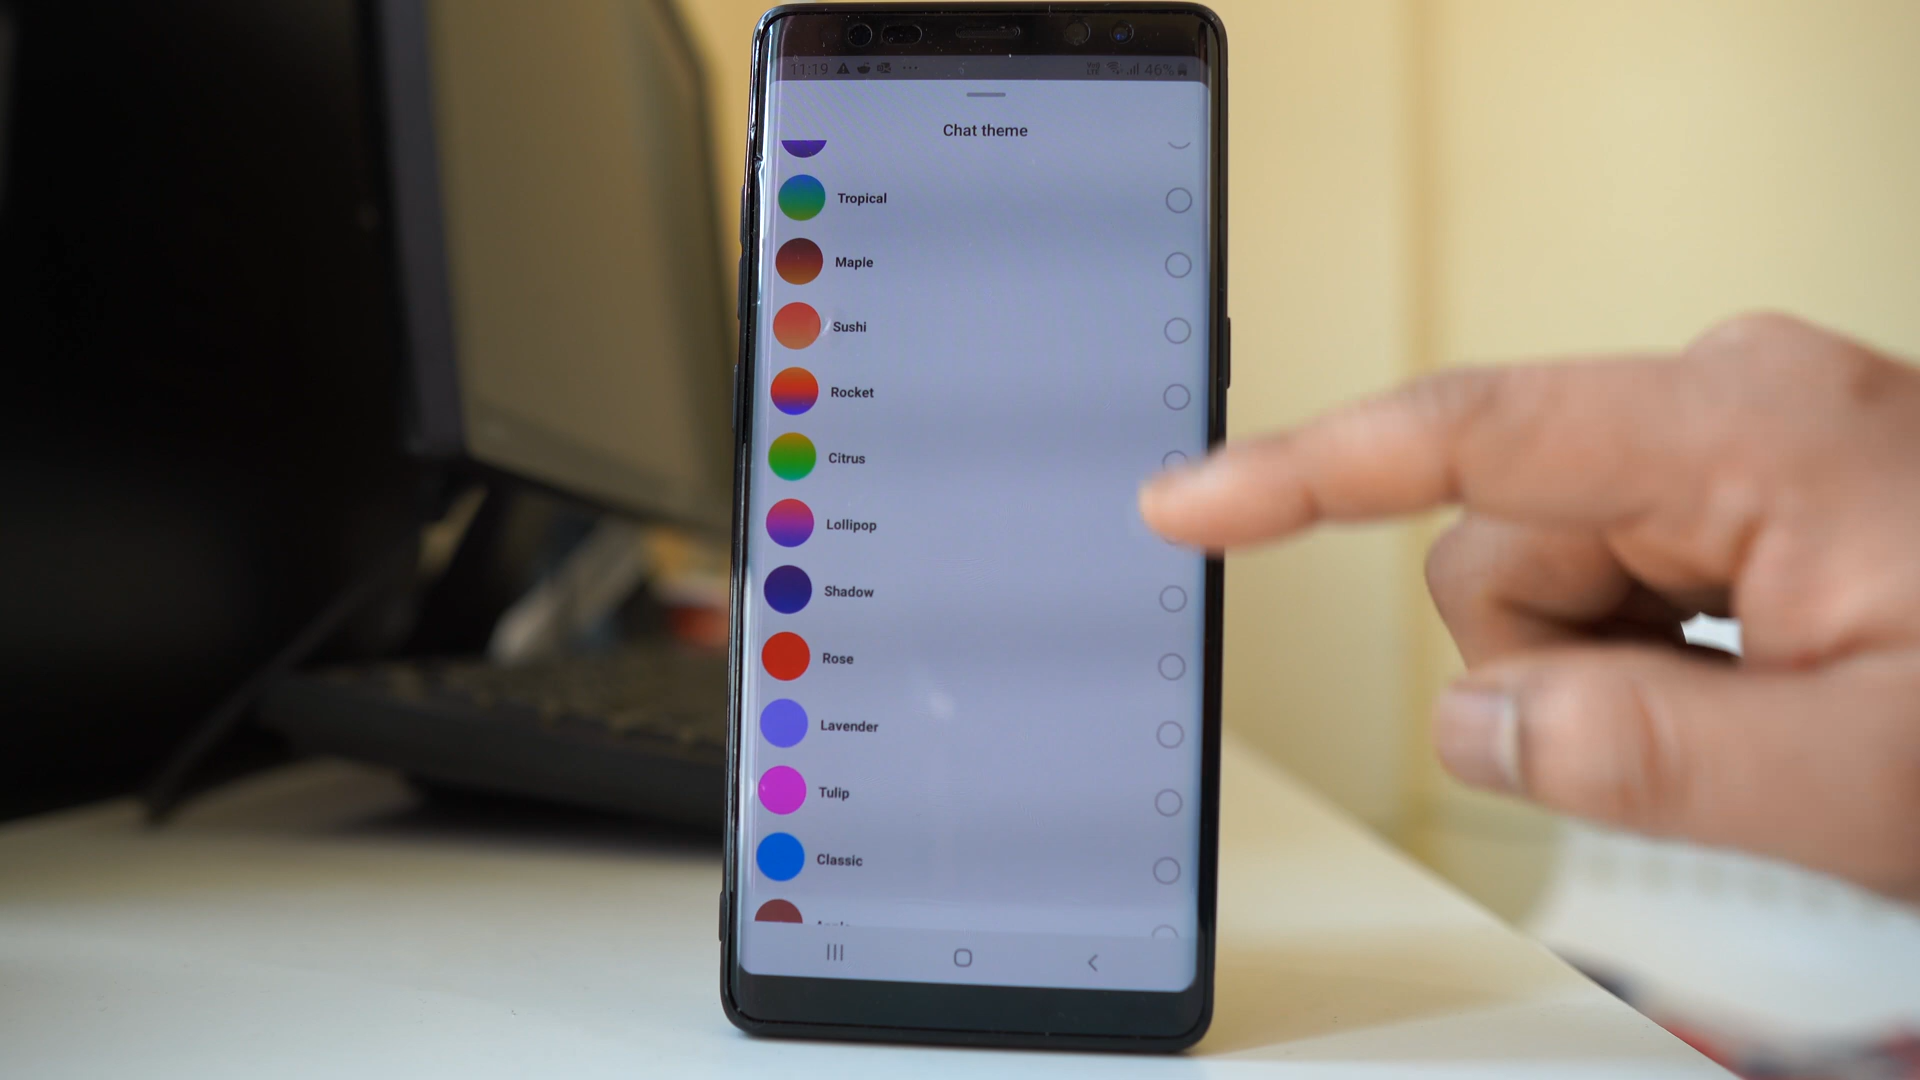 11:19 46%
Chat theme
Tropical
Maple
Sushi
Rocket
Citrus
Lollipop
Shadow
Rose
Lavender
Tulip
Classic